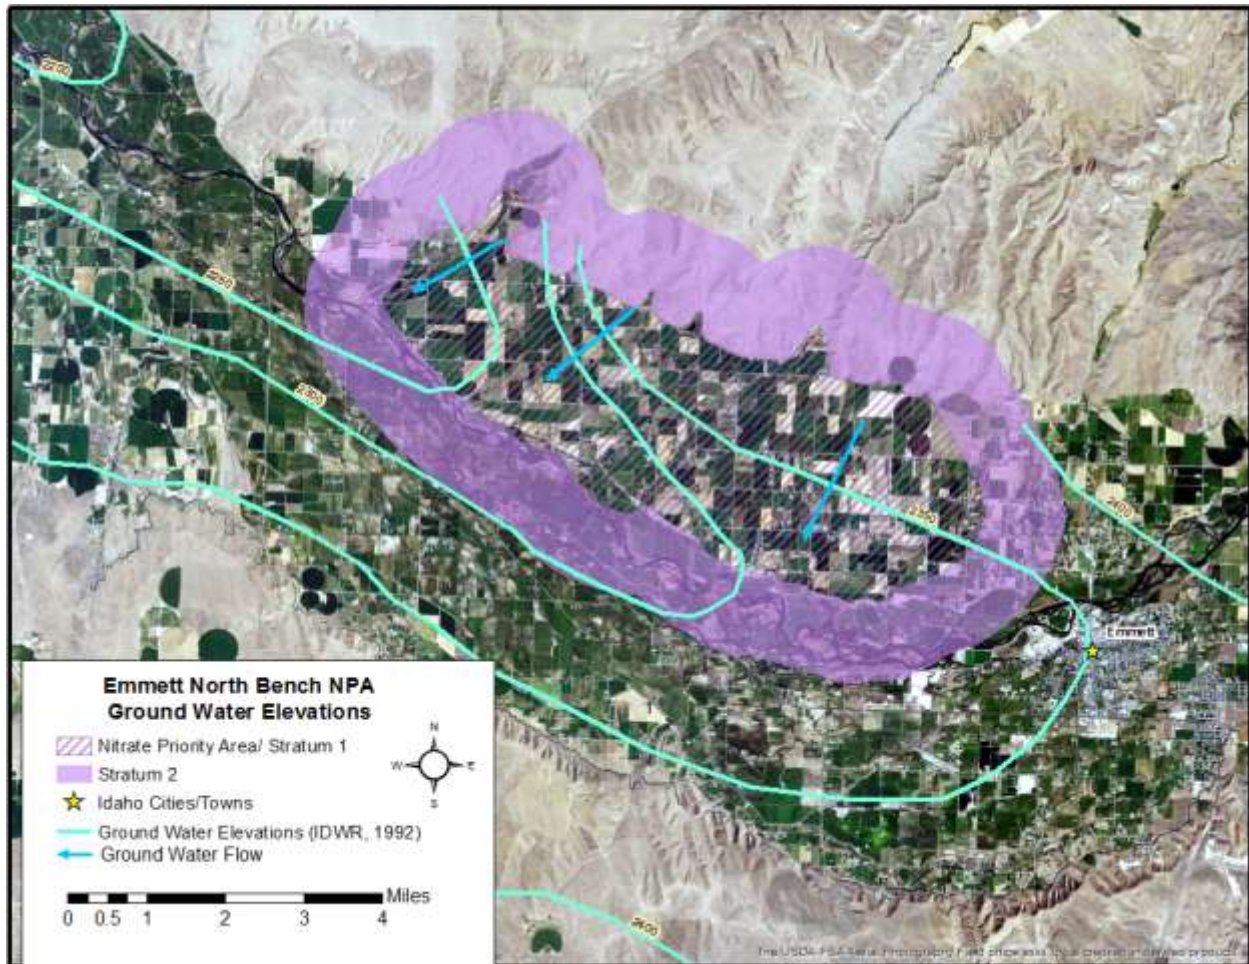 2200
2250
2300
2350
2400
Emmett
Emmett North Bench NPA
Ground Water Elevations
Nitrate Priority Area/ Stratum 1
Stratum 2
Idaho Cities/Towns
Ground Water Elevations (IDWR, 1992)
Ground Water Flow
N
W
E
S
0 0.5 1 2 3 4 Miles
2400